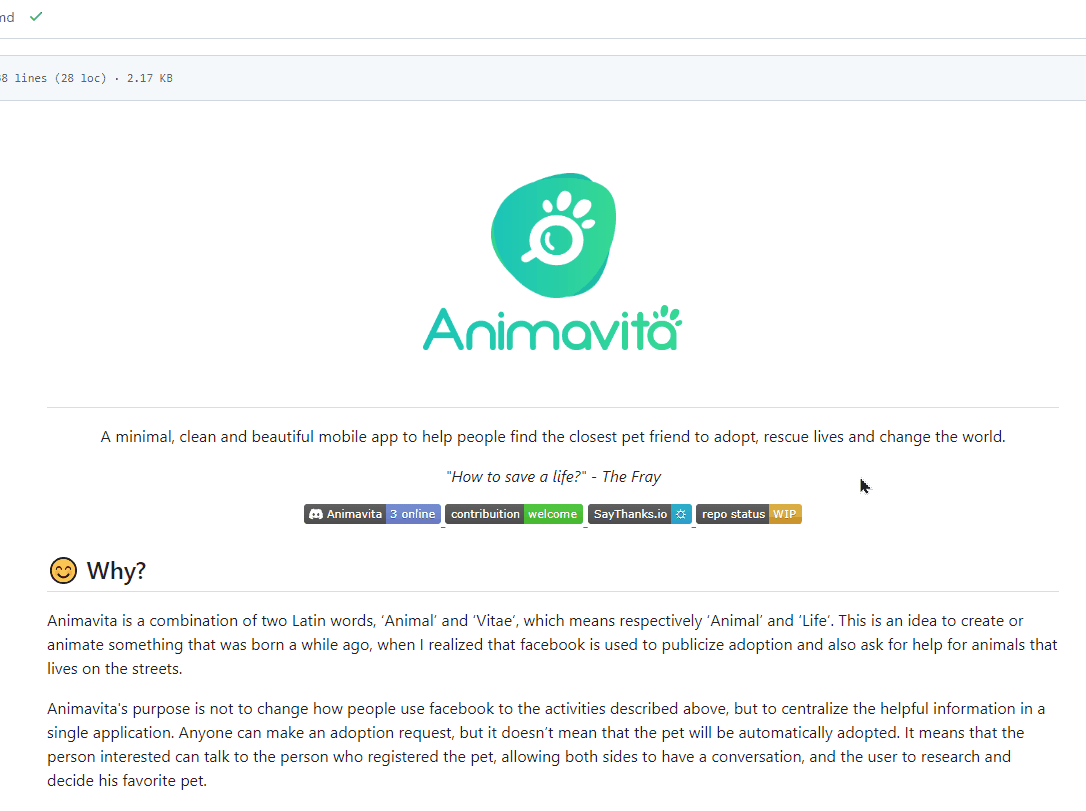 md
38 lines (28 loc) · 2.17 KB
Animavita
A minimal, clean and beautiful mobile app to help people find the closest pet friend to adopt, rescue lives and change the world.
"How to save a life?" - The Fray
Animavita 3 online contribuition welcome SayThanks.io repo status WIP
Why?
Animavita is a combination of two Latin words, ‘Animal’ and ‘Vitae’, which means respectively ‘Animal’ and ‘Life’. This is an idea to create or
animate something that was born a while ago, when I realized that facebook is used to publicize adoption and also ask for help for animals that
lives on the streets.
Animavita's purpose is not to change how people use facebook to the activities described above, but to centralize the helpful information in a
single application. Anyone can make an adoption request, but it doesn’t mean that the pet will be automatically adopted. It means that the
person interested can talk to the person who registered the pet, allowing both sides to have a conversation, and the user to research and
decide his favorite pet.